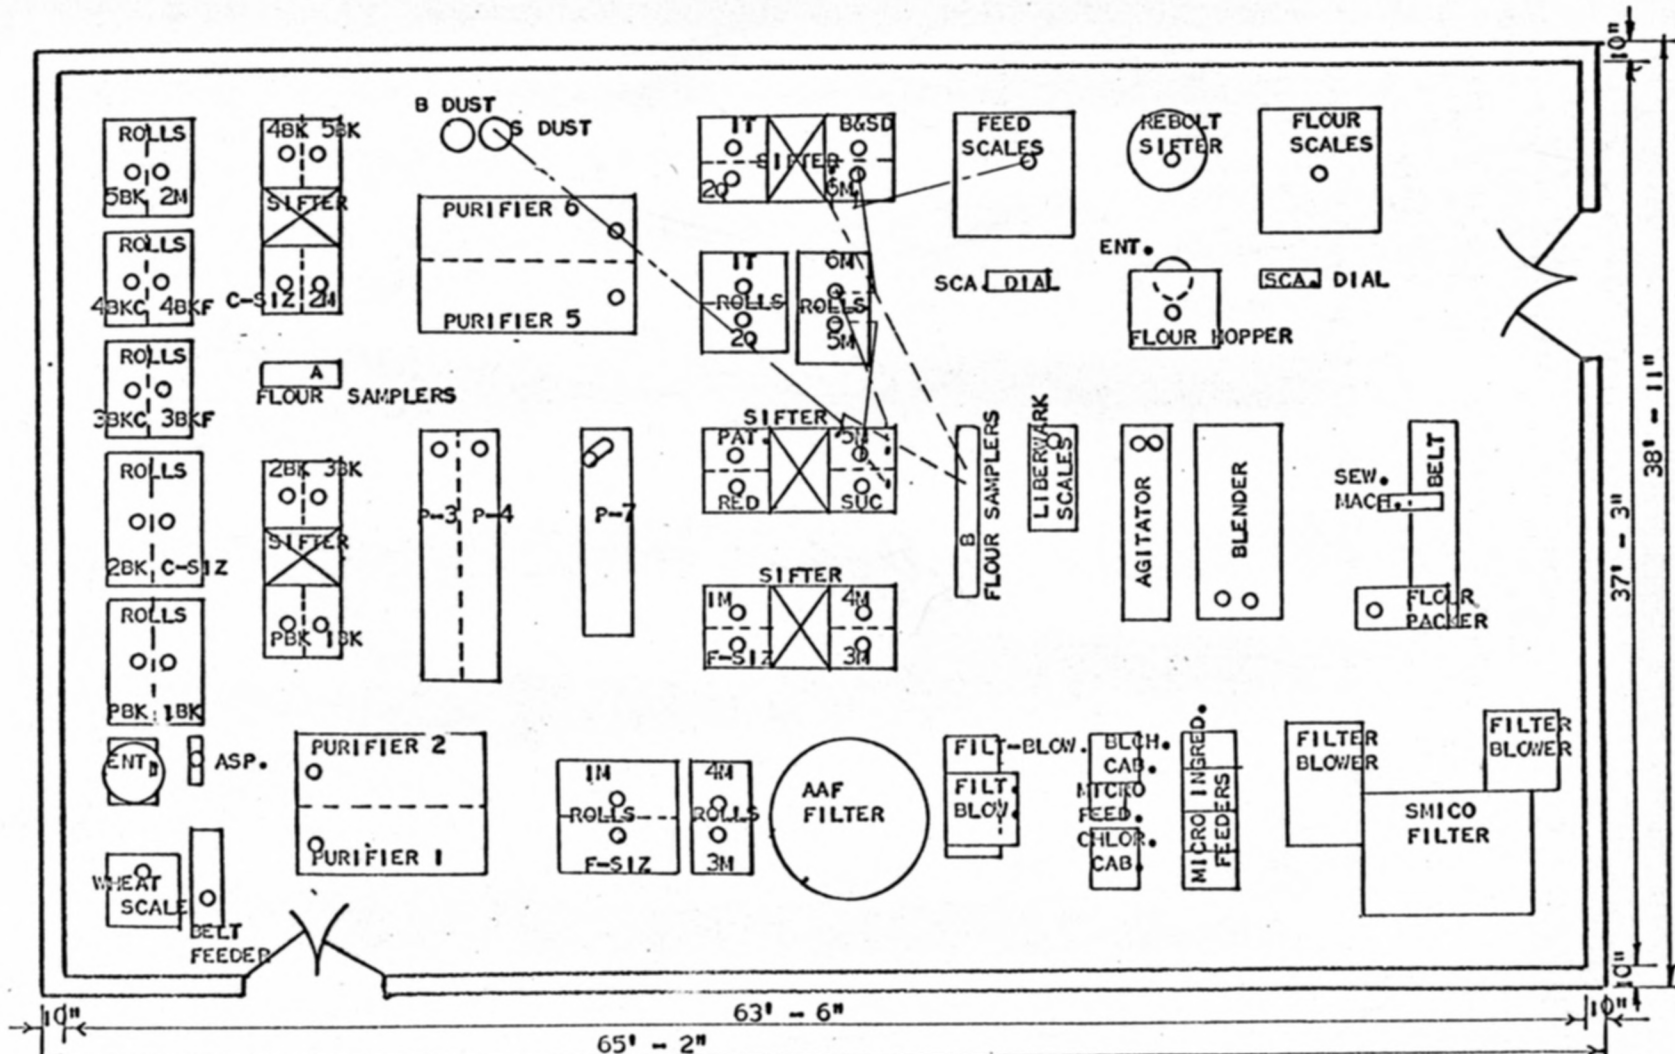 B DUST
S DUST
ROLLS
5BK 2M
4BK 5BK
SIFTER
C-SIZ 2M
ROLLS
4BKC 4BKF
ROLLS
3BKC 3BKF
A
FLOUR SAMPLERS
ROLLS
2BK C-SIZ
2BK 3BK
SIFTER
PBK 1BK
ROLLS
PBK 1BK
ENT.
ASP.
WHEAT
SCALE
BELT
FEEDER
PURIFIER 6
PURIFIER 5
P-3 P-4
P-7
PURIFIER 2
PURIFIER 1
1T
B&SD
SIFTER
2Q
6M
1T
ROLLS
2Q
6M
ROLLS
5M
SIFTER
PAT.
5M
RED
SUC
SIFTER
1M
4M
F-SIZ
3M
1M
ROLLS
F-SIZ
4M
ROLLS
3M
AAF
FILTER
FEED
SCALES
SCA. DIAL
REBOLT
SIFTER
ENT.
FLOUR HOPPER
FLOUR
SCALES
SCA. DIAL
B
FLOUR SAMPLERS
LIBERWARK
SCALES
AGITATOR
BLENDER
SEW.
MACH.
BELT
FLOUR
PACKER
FILT-BLOW.
FILT.
BLOW.
BLCH.
CAB.
MICRO
FEED.
CHLOR.
CAB.
MICRO INGRED.
FEEDERS
FILTER
BLOWER
FILTER
BLOWER
SMICO
FILTER
10"
38' - 11"
37' - 3"
10"
10"
63' - 6"
10"
65' - 2"